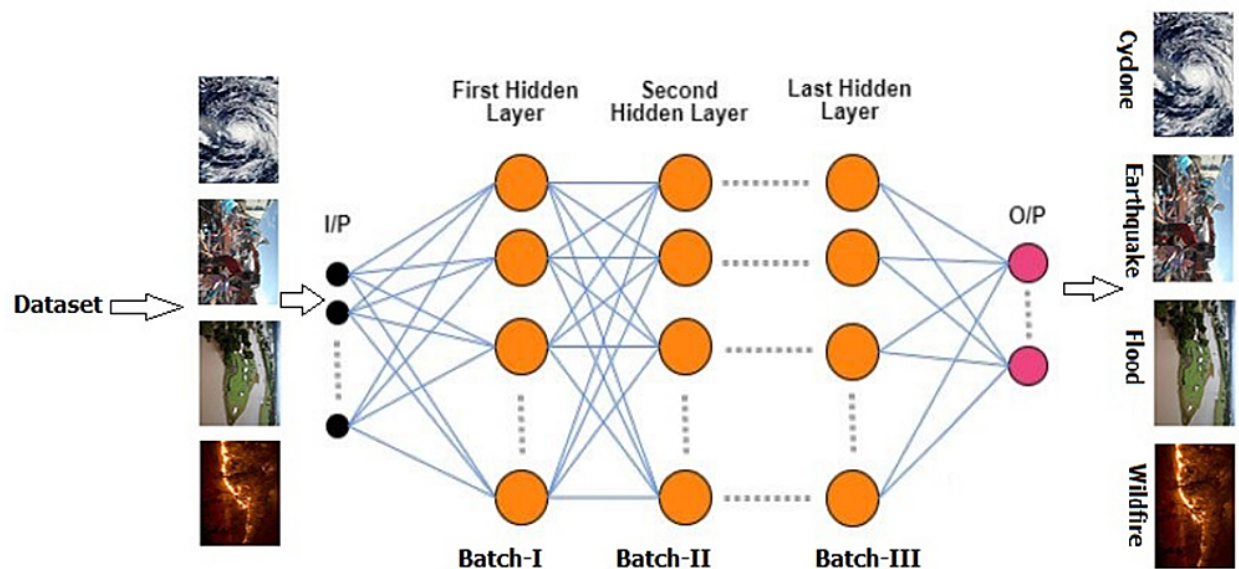 Dataset
I/P
First Hidden
Layer
Second
Hidden Layer
Last Hidden
Layer
O/P
Batch-I
Batch-II
Batch-III
Cyclone
Earthquake
Flood
Wildfire